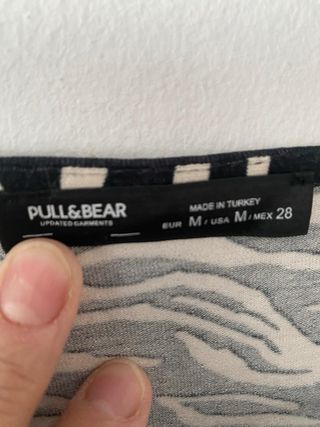 PULL&BEAR
UPDATED GARMENTS
MADE IN TURKEY
EUR M / USA M / MEX 28